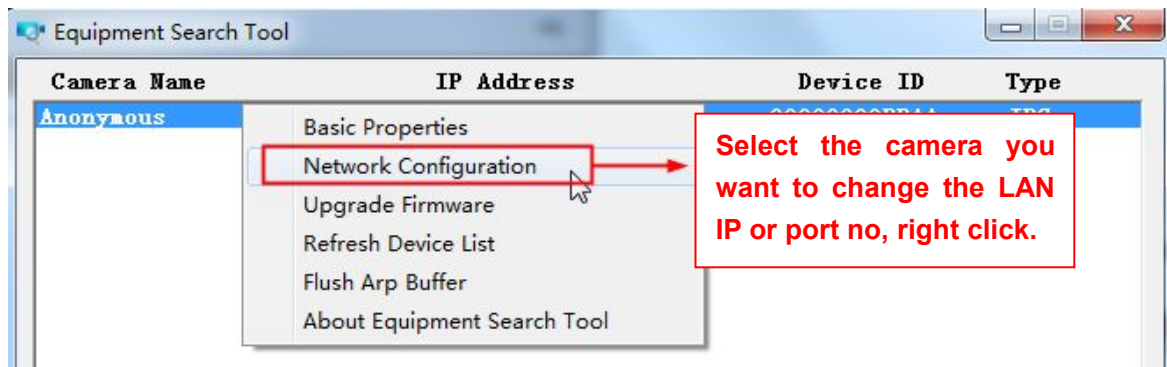 Equipment Search Tool
Camera Name IP Address Device ID Type
Anonymous
Basic Properties
Network Configuration
Upgrade Firmware
Refresh Device List
Flush Arp Buffer
About Equipment Search Tool
Select the camera you
want to change the LAN
IP or port no, right click.